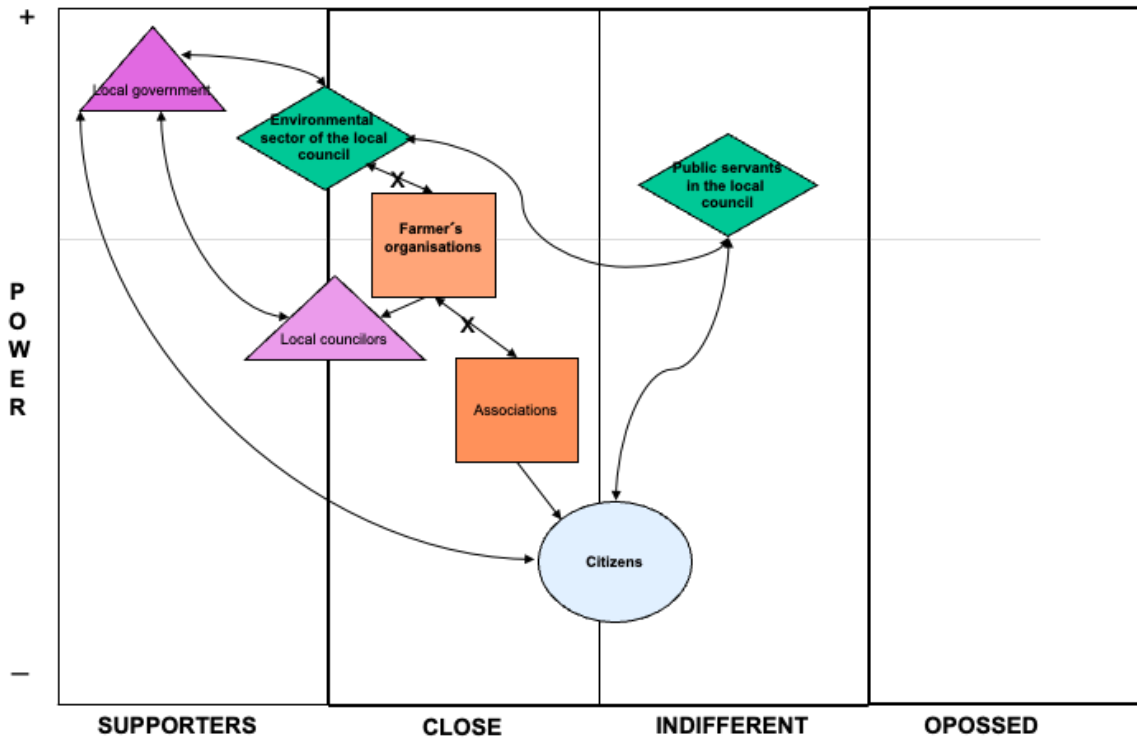 +
Local government
Environmental
sector of the local
council
Public servants
in the local
council
X
Farmer´s
organisations
P
O
W
E
R
X
Local councilors
Associations
Citizens
–
SUPPORTERS
CLOSE
INDIFFERENT
OPOSSED